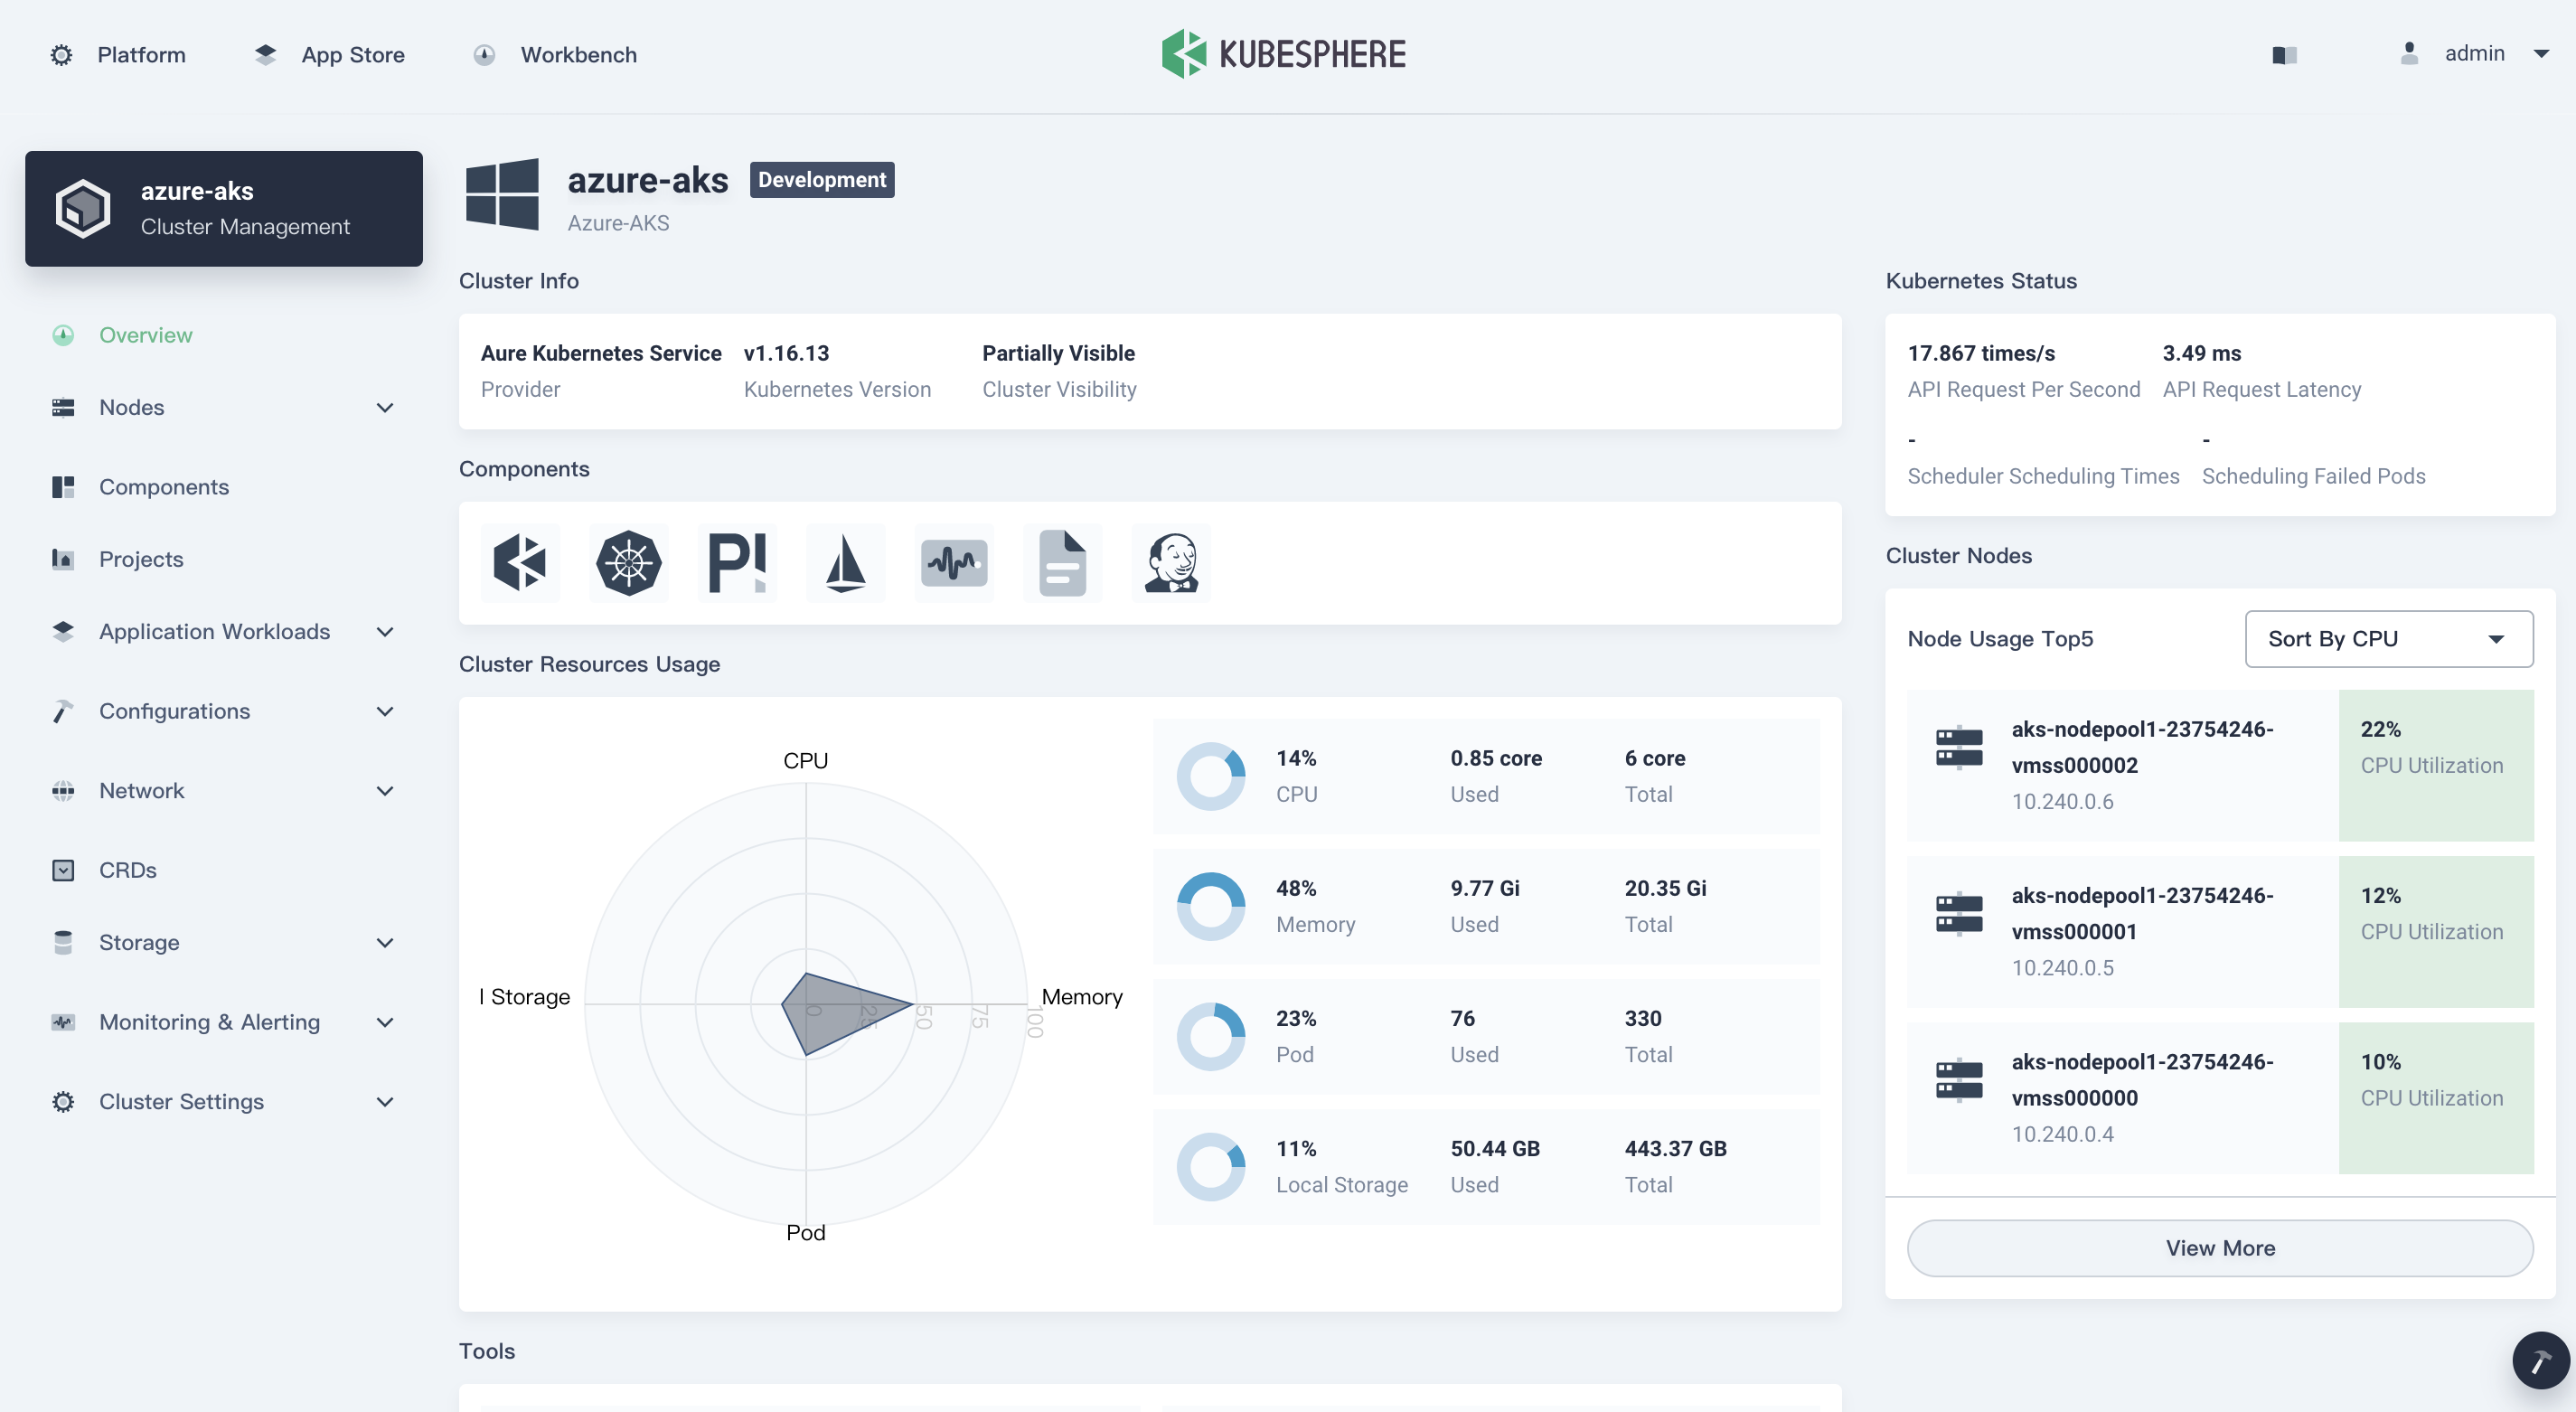 Platform
App Store
Workbench
KUBESPHERE
admin
azure-aks
Cluster Management
Overview
Nodes
Components
Projects
Application Workloads
Configurations
Network
CRDs
Storage
Monitoring & Alerting
Cluster Settings
azure-aks Development
Azure-AKS
Cluster Info
Aure Kubernetes Service v1.16.13 Partially Visible
Provider Kubernetes Version Cluster Visibility
Components
P!
Cluster Resources Usage
CPU
l Storage
Memory
Pod
0 25 50 75 100
14% 0.85 core 6 core
CPU Used Total
48% 9.77 Gi 20.35 Gi
Memory Used Total
23% 76 330
Pod Used Total
11% 50.44 GB 443.37 GB
Local Storage Used Total
Tools
Kubernetes Status
17.867 times/s 3.49 ms
API Request Per Second API Request Latency
- -
Scheduler Scheduling Times Scheduling Failed Pods
Cluster Nodes
Node Usage Top5 Sort By CPU
aks-nodepool1-23754246-
vmss000002
10.240.0.6
22%
CPU Utilization
aks-nodepool1-23754246-
vmss000001
10.240.0.5
12%
CPU Utilization
aks-nodepool1-23754246-
vmss000000
10.240.0.4
10%
CPU Utilization
View More